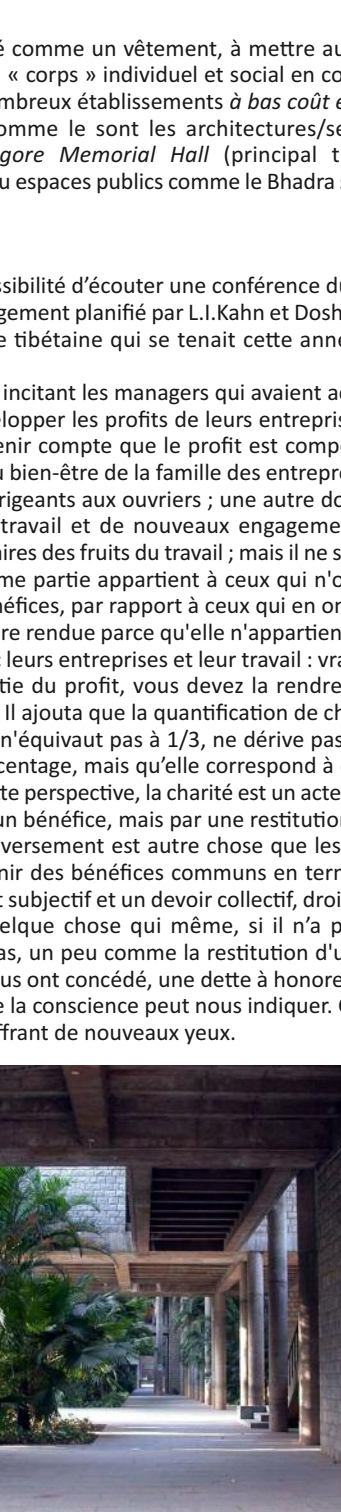 é comme un vêtement, à mettre au
« corps » individuel et social en co
mbreux établissements à bas coût e
omme le sont les architectures/se
gore Memorial Hall (principal t
u espaces publics comme le Bhadra s
ssibilité d'écouter une conférence du
gement planifié par L.I.Kahn et Dosh
e tibétaine qui se tenait cette anné
incitant les managers qui avaient ac
elopper les profits de leurs entrepris
enir compte que le profit est compo
u bien-être de la famille des entrepre
rigeants aux ouvriers ; une autre do
travail et de nouveaux engageme
ires des fruits du travail ; mais il ne s
me partie appartient à ceux qui n'o
néfices, par rapport à ceux qui en on
re rendue parce qu'elle n'appartien
c leurs entreprises et leur travail : vra
tie du profit, vous devez la rendre
Il ajouta que la quantification de ch
n'équivaut pas à 1/3, ne dérive pas
centage, mais qu'elle correspond à
te perspective, la charité est un acte
un bénéfice, mais par une restitution
versement est autre chose que les
nir des bénéfices communs en term
t subjectif et un devoir collectif, droi
elque chose qui même, si il n'a p
as, un peu comme la restitution d'u
us ont concédé, une dette à honore
e la conscience peut nous indiquer. C
ffrant de nouveaux yeux.